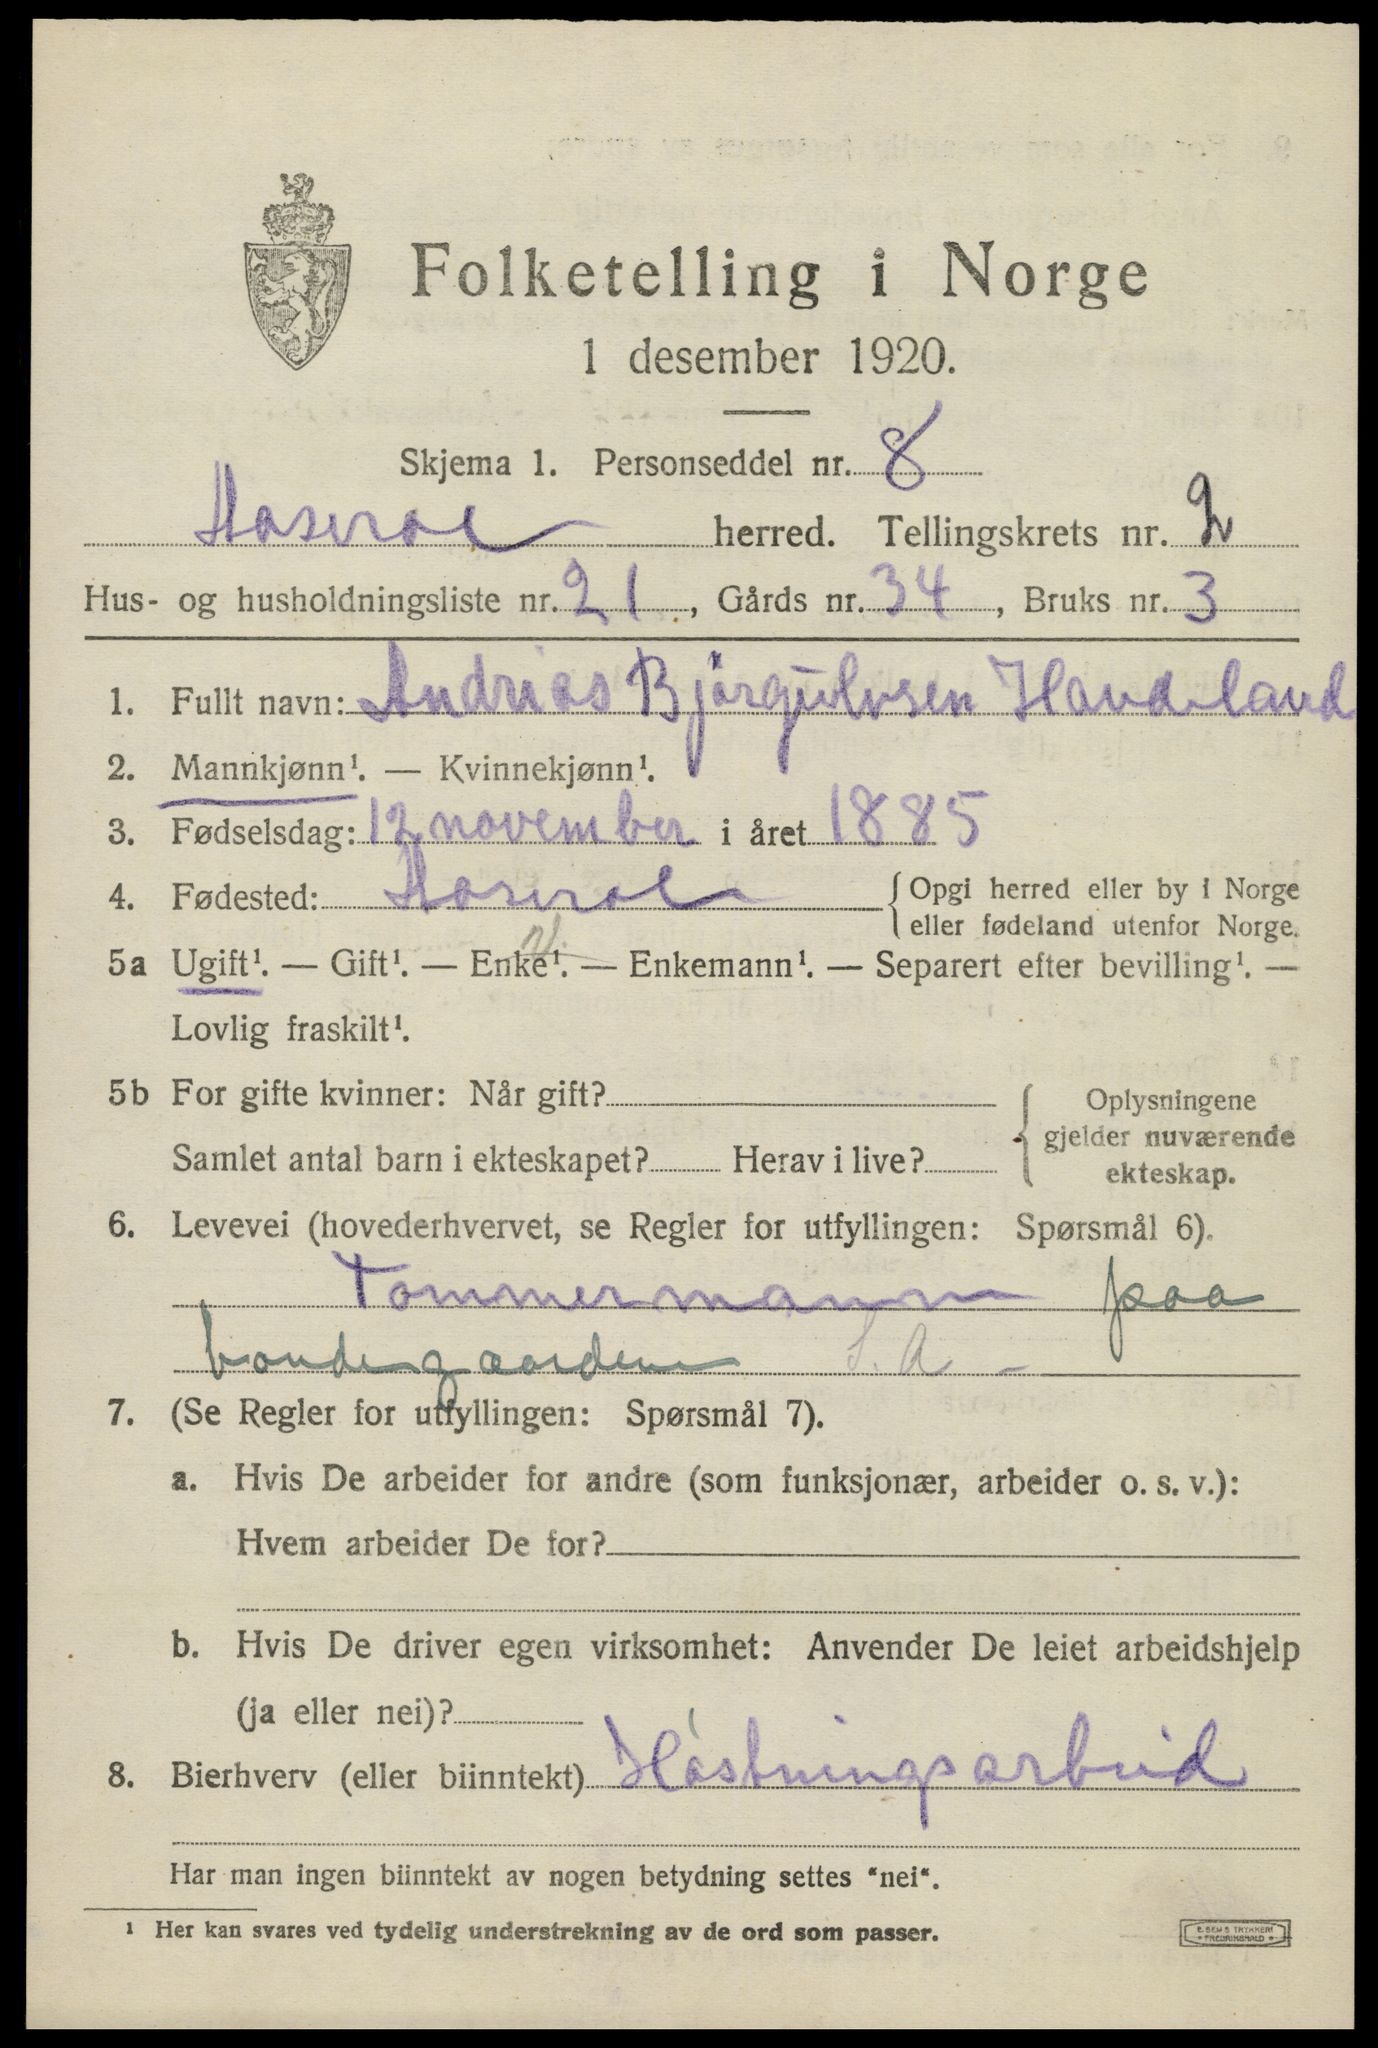 Folketelling i Norge
1 desember 1920.
Skjema 1. Personseddel nr. 8
herred. Tellingskrets nr. 2
Hus- og husholdningsliste nr. 21, Gårds nr. 34, Bruks nr. 3
1. Fullt navn: Andrias Bjørgulvsen Haudeland
2. Mannkjønn¹. — Kvinnekjønn¹.
3. Fødselsdag: 12 november i året 1885
4. Fødested: {Opgi herred eller by i Norge
eller fødeland utenfor Norge.
5a Ugift¹. — Gift¹. — Enke¹. — Enkemann¹. — Separert efter bevilling¹. —
Lovlig fraskilt¹.
5b For gifte kvinner: Når gift? { Oplysningene
gjelder nuværende
Samlet antal barn i ekteskapet? Herav i live? ekteskap.
6. Levevei (hovederhvervet, se Regler for utfyllingen: Spørsmål 6).
Tømmermann paa
bondegaarden S. A -
7. (Se Regler for utfyllingen: Spørsmål 7).
a. Hvis De arbeider for andre (som funksjonær, arbeider o. s. v.):
Hvem arbeider De for?
b. Hvis De driver egen virksomhet: Anvender De leiet arbeidshjelp
(ja eller nei)?
8. Bierhverv (eller biinntekt) Høstningsarbeid
Har man ingen biinntekt av nogen betydning settes "nei".
¹ Her kan svares ved tydelig understrekning av de ord som passer.
E. SEM'S TRYKKERI
FREDRIKSHALD